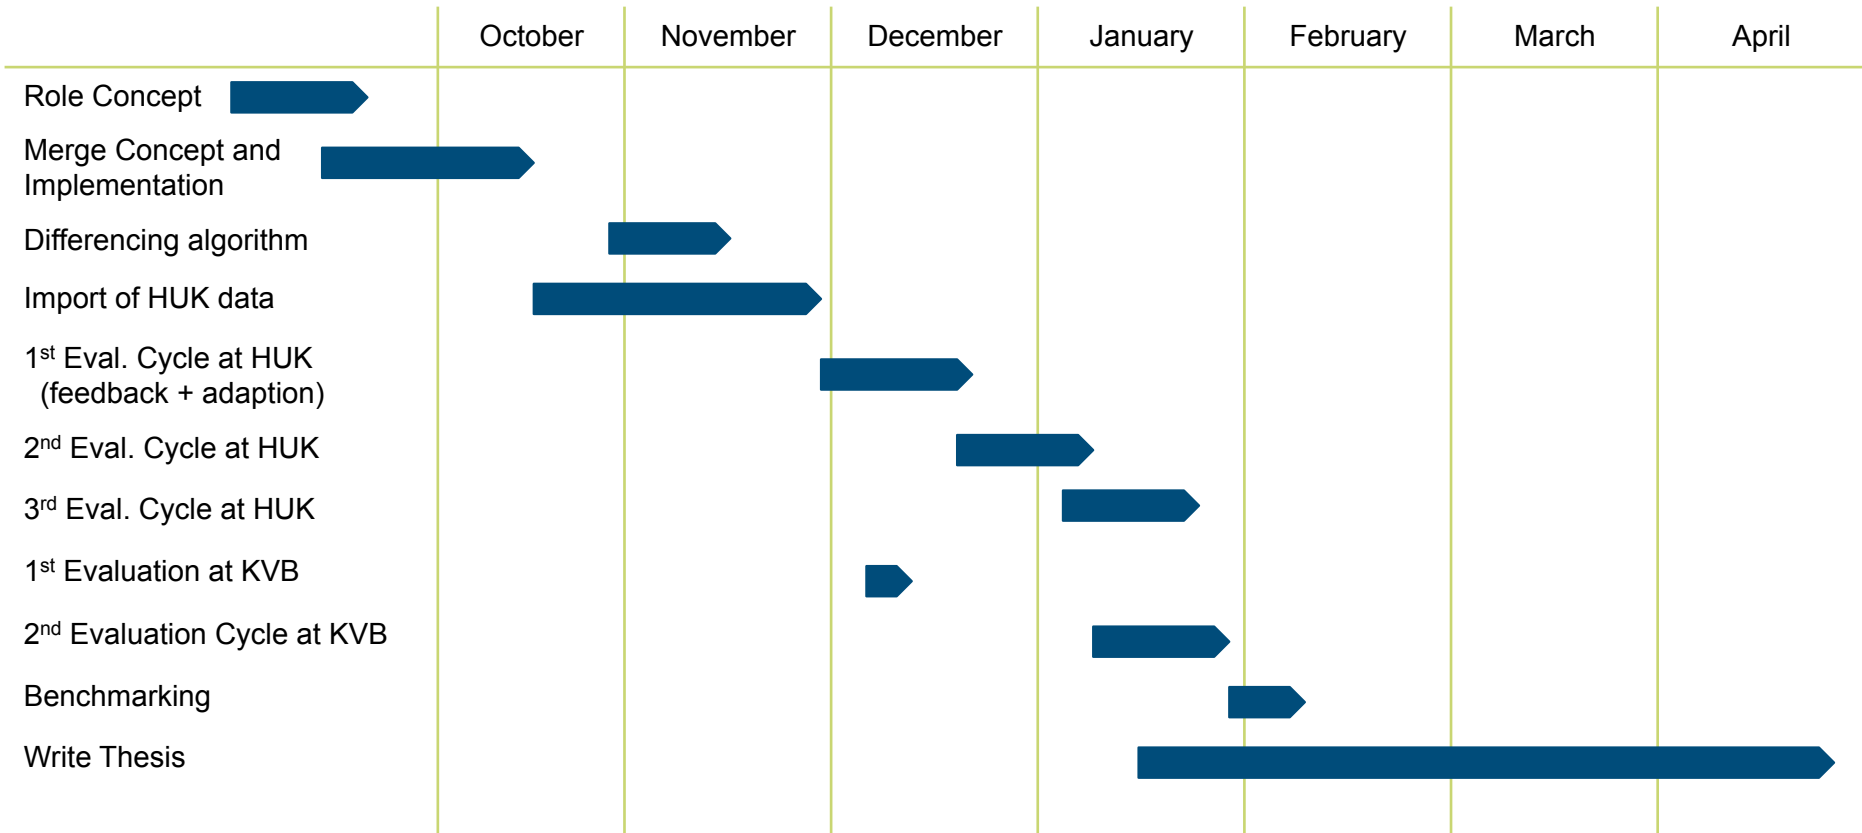 October November December January February March April
Role Concept
Merge Concept and
Implementation
Differencing algorithm
Import of HUK data
1st Eval. Cycle at HUK
(feedback + adaption)
2nd Eval. Cycle at HUK
3rd Eval. Cycle at HUK
1st Evaluation at KVB
2nd Evaluation Cycle at KVB
Benchmarking
Write Thesis